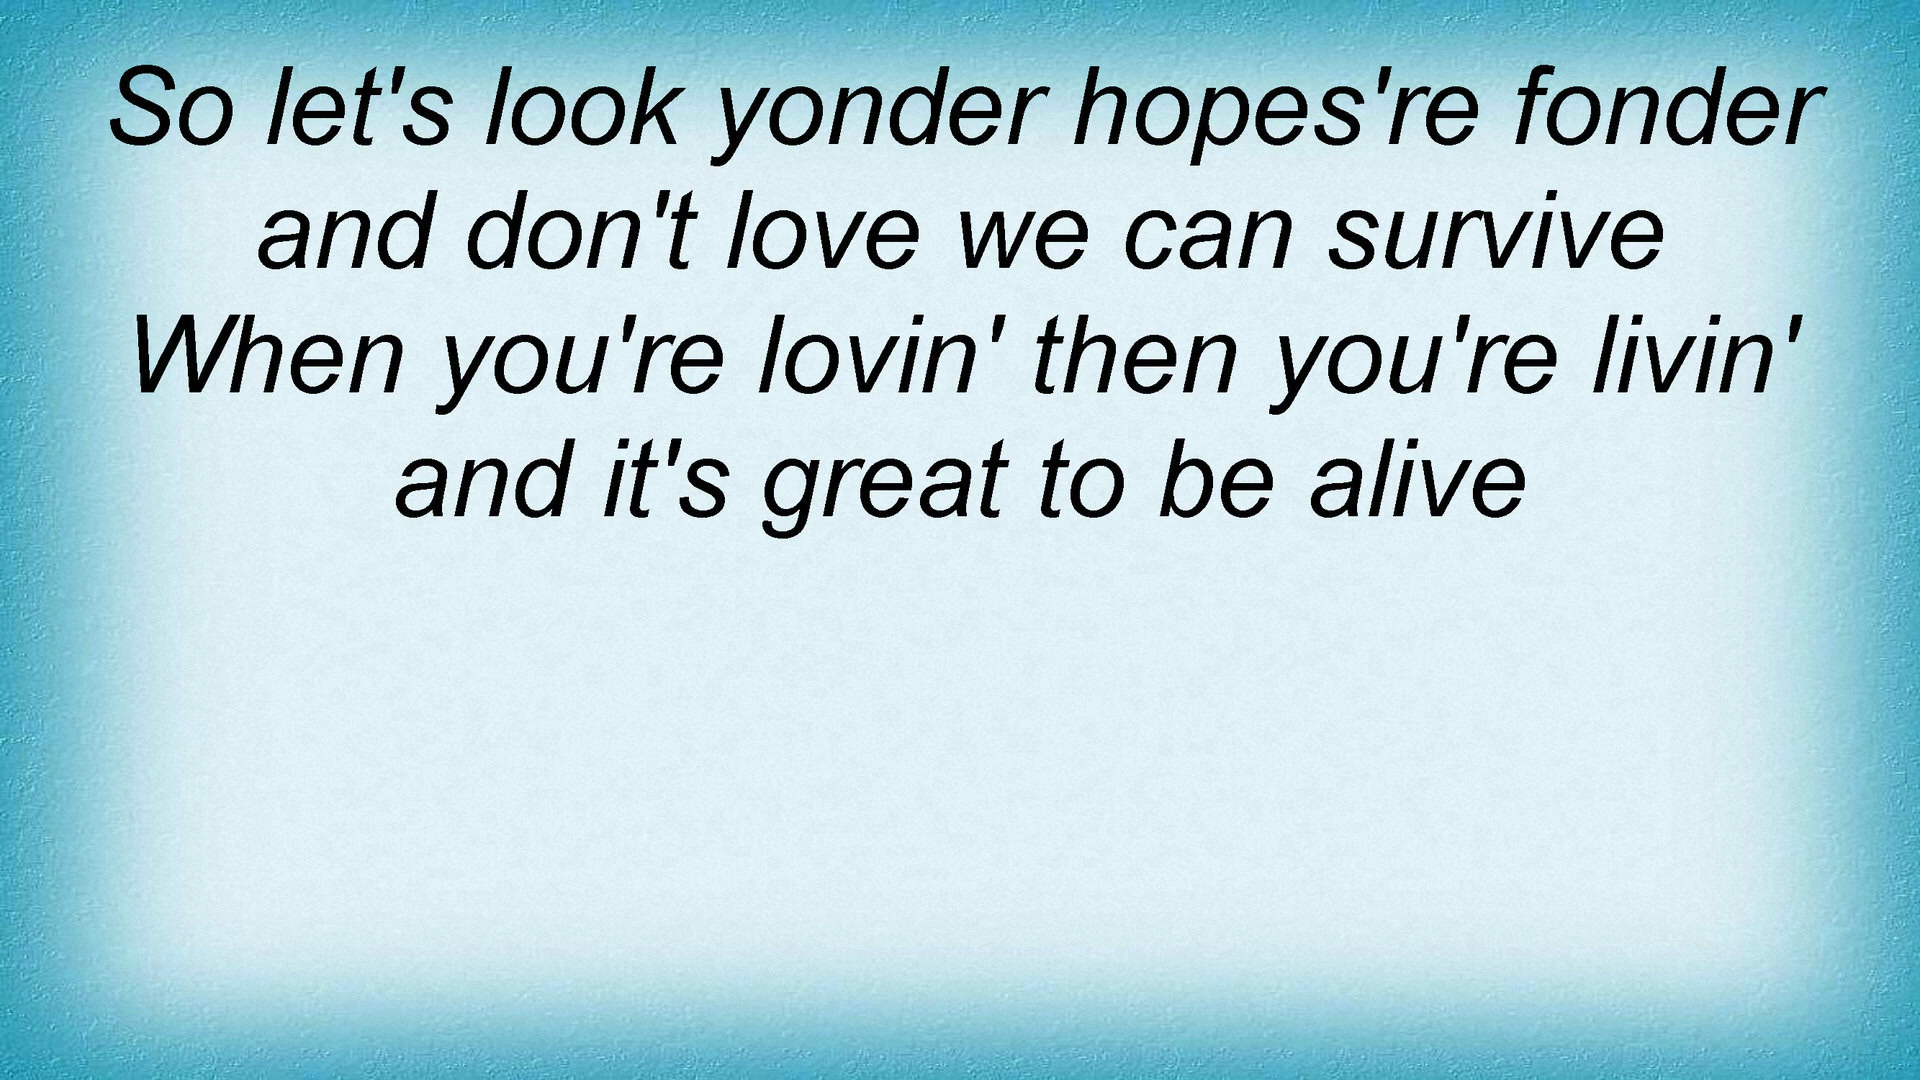 So let's look yonder hopes're fonder
and don't love we can survive
When you're lovin' then you're livin'
and it's great to be alive